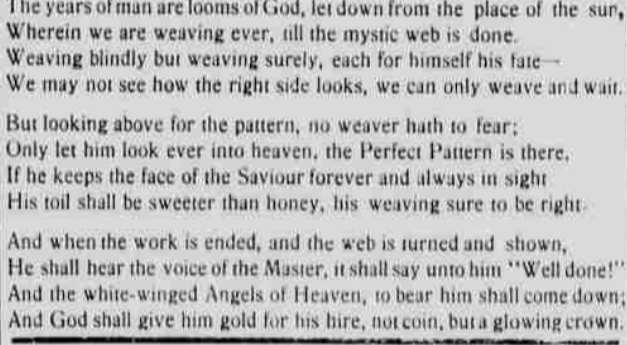 The years of man are looms of God, let down from the place of the sun,
Wherein we are weaving ever, till the mystic web is done.
Weaving blindly but weaving surely, each for himself his fate—
We may not see how the right side looks, we can only weave and wait.
But looking above for the pattern, no weaver hath to fear;
Only let him look ever into heaven, the Perfect Pattern is there,
If he keeps the face of the Saviour forever and always in sight
His toil shall be sweeter than honey, his weaving sure to be right.
And when the work is ended, and the web is turned and shown,
He shall hear the voice of the Master, it shall say unto him "Well done!"
And the white-winged Angels of Heaven, to bear him shall come down;
And God shall give him gold for his hire, not coin, but a glowing crown.